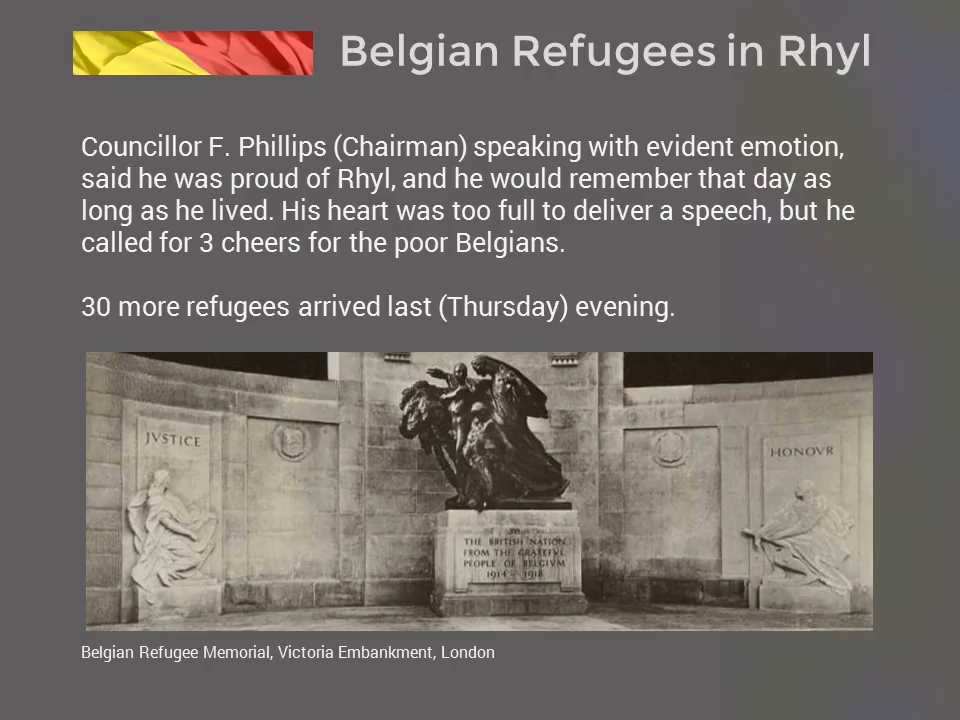 Belgian Refugees in Rhyl
Councillor F. Phillips (Chairman) speaking with evident emotion,
said he was proud of Rhyl, and he would remember that day as
long as he lived. His heart was too full to deliver a speech, but he
called for 3 cheers for the poor Belgians.
30 more refugees arrived last (Thursday) evening.
JVSTICE
HONOVR
TO
THE BRITISH NATION
FROM THE GRATEFVL
PEOPLE OF BELGIVM
1914 – 1918
Belgian Refugee Memorial, Victoria Embankment, London